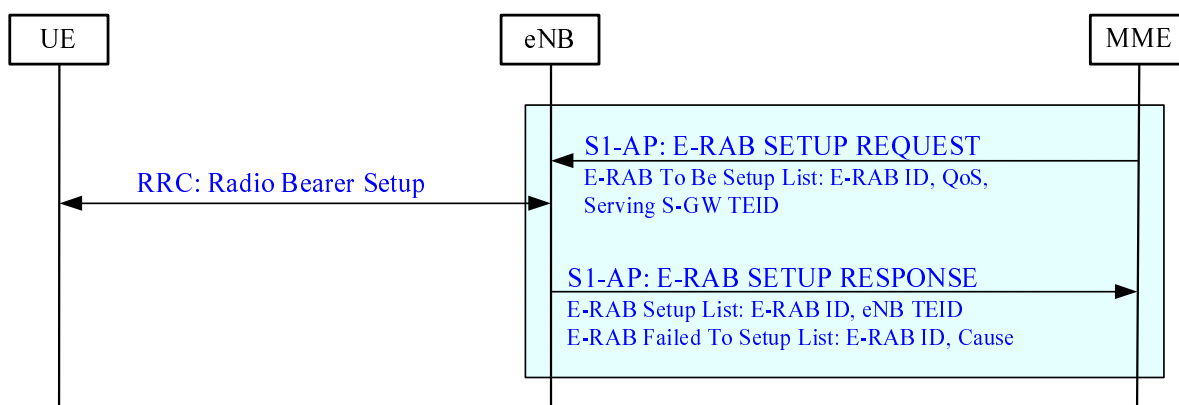 UE
eNB
MME
S1-AP: E-RAB SETUP REQUEST
RRC: Radio Bearer Setup
E-RAB To Be Setup List: E-RAB ID, QoS,
Serving S-GW TEID
S1-AP: E-RAB SETUP RESPONSE
E-RAB Setup List: E-RAB ID, eNB TEID
E-RAB Failed To Setup List: E-RAB ID, Cause